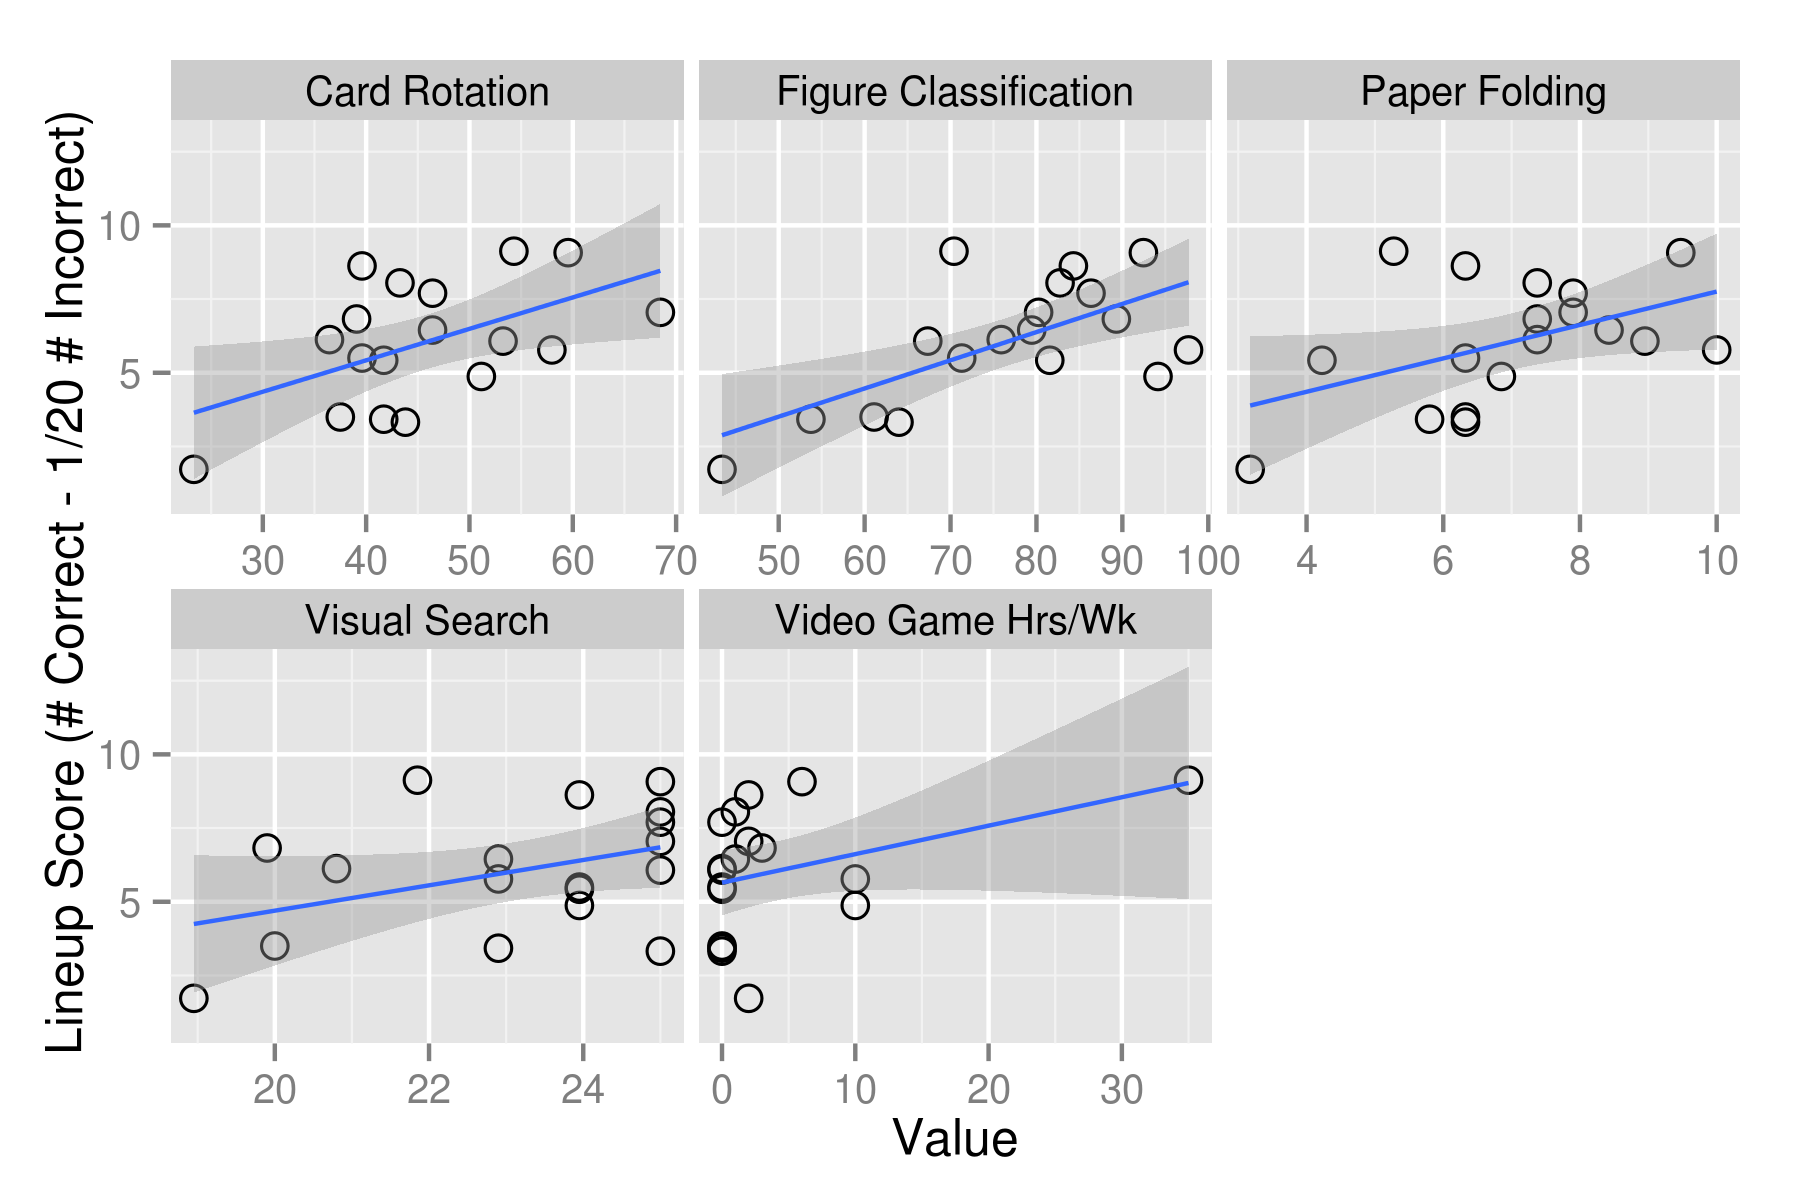 Lineup Score (# Correct - 1/20 # Incorrect)
Card Rotation Figure Classification Paper Folding
10
5
30 40 50 60 70 50 60 70 80 90 100 4 6 8 10
Visual Search Video Game Hrs/Wk
10
5
20 22 24 0 10 20 30
Value